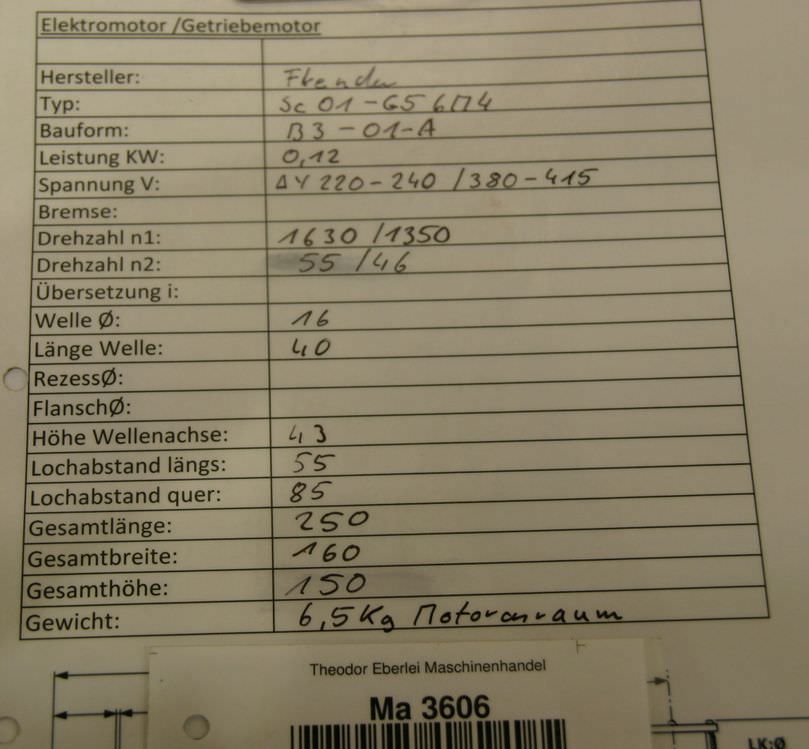 Elektromotor /Getriebemotor
Hersteller: Flender
Typ: Sc 01-G5 6M4
Bauform: B3-01-A
Leistung KW: 0,12
Spannung V: ΔY 220-240 /380-415
Bremse:
Drehzahl n1: 1630 /1350
Drehzahl n2: 55 /46
Übersetzung i:
Welle Ø: 16
Länge Welle: 40
RezessØ:
FlanschØ:
Höhe Wellenachse: 43
Lochabstand längs: 55
Lochabstand quer: 85
Gesamtlänge: 250
Gesamtbreite: 160
Gesamthöhe: 150
Gewicht: 6,5Kg Motorenraum
Theodor Eberlei Maschinenhandel
Ma 3606
LK:Ø